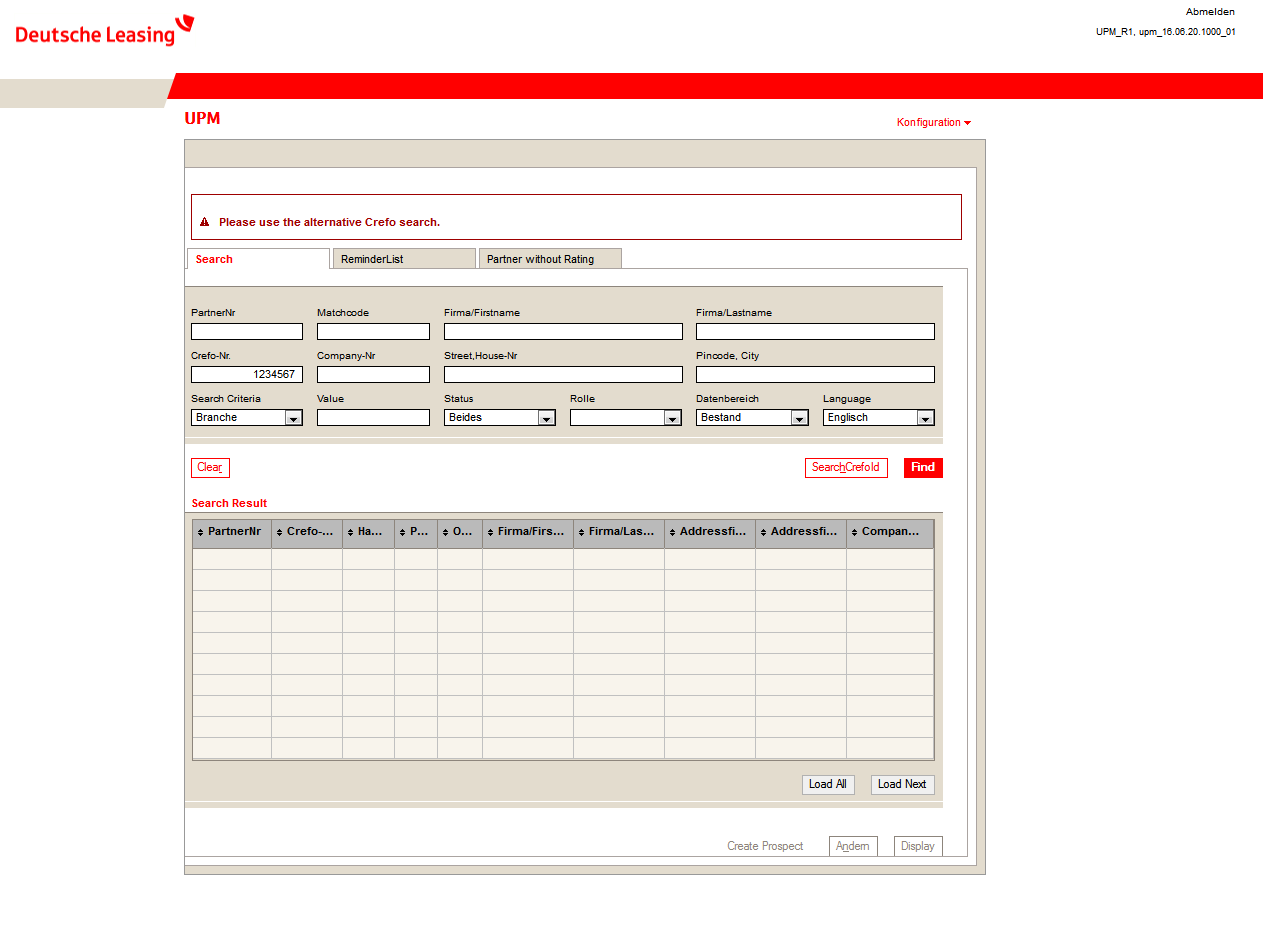 Abmelden
Deutsche Leasing
UPM_R1, upm_16.06.20.1000_01
UPM
Konfiguration
Please use the alternative Crefo search.
Search ReminderList Partner without Rating
PartnerNr Matchcode Firma/Firstname Firma/Lastname
Crefo-Nr. Company-Nr Street,House-Nr Pincode, City
1234567
Search Criteria Value Status Rolle Datenbereich Language
Branche Beides Bestand Englisch
Clear SearchCrefoId Find
Search Result
PartnerNr Crefo-... Ha... P... O... Firma/Firs... Firma/Las... Addressfi... Addressfi... Compan...
Load All Load Next
Create Prospect Andern Display